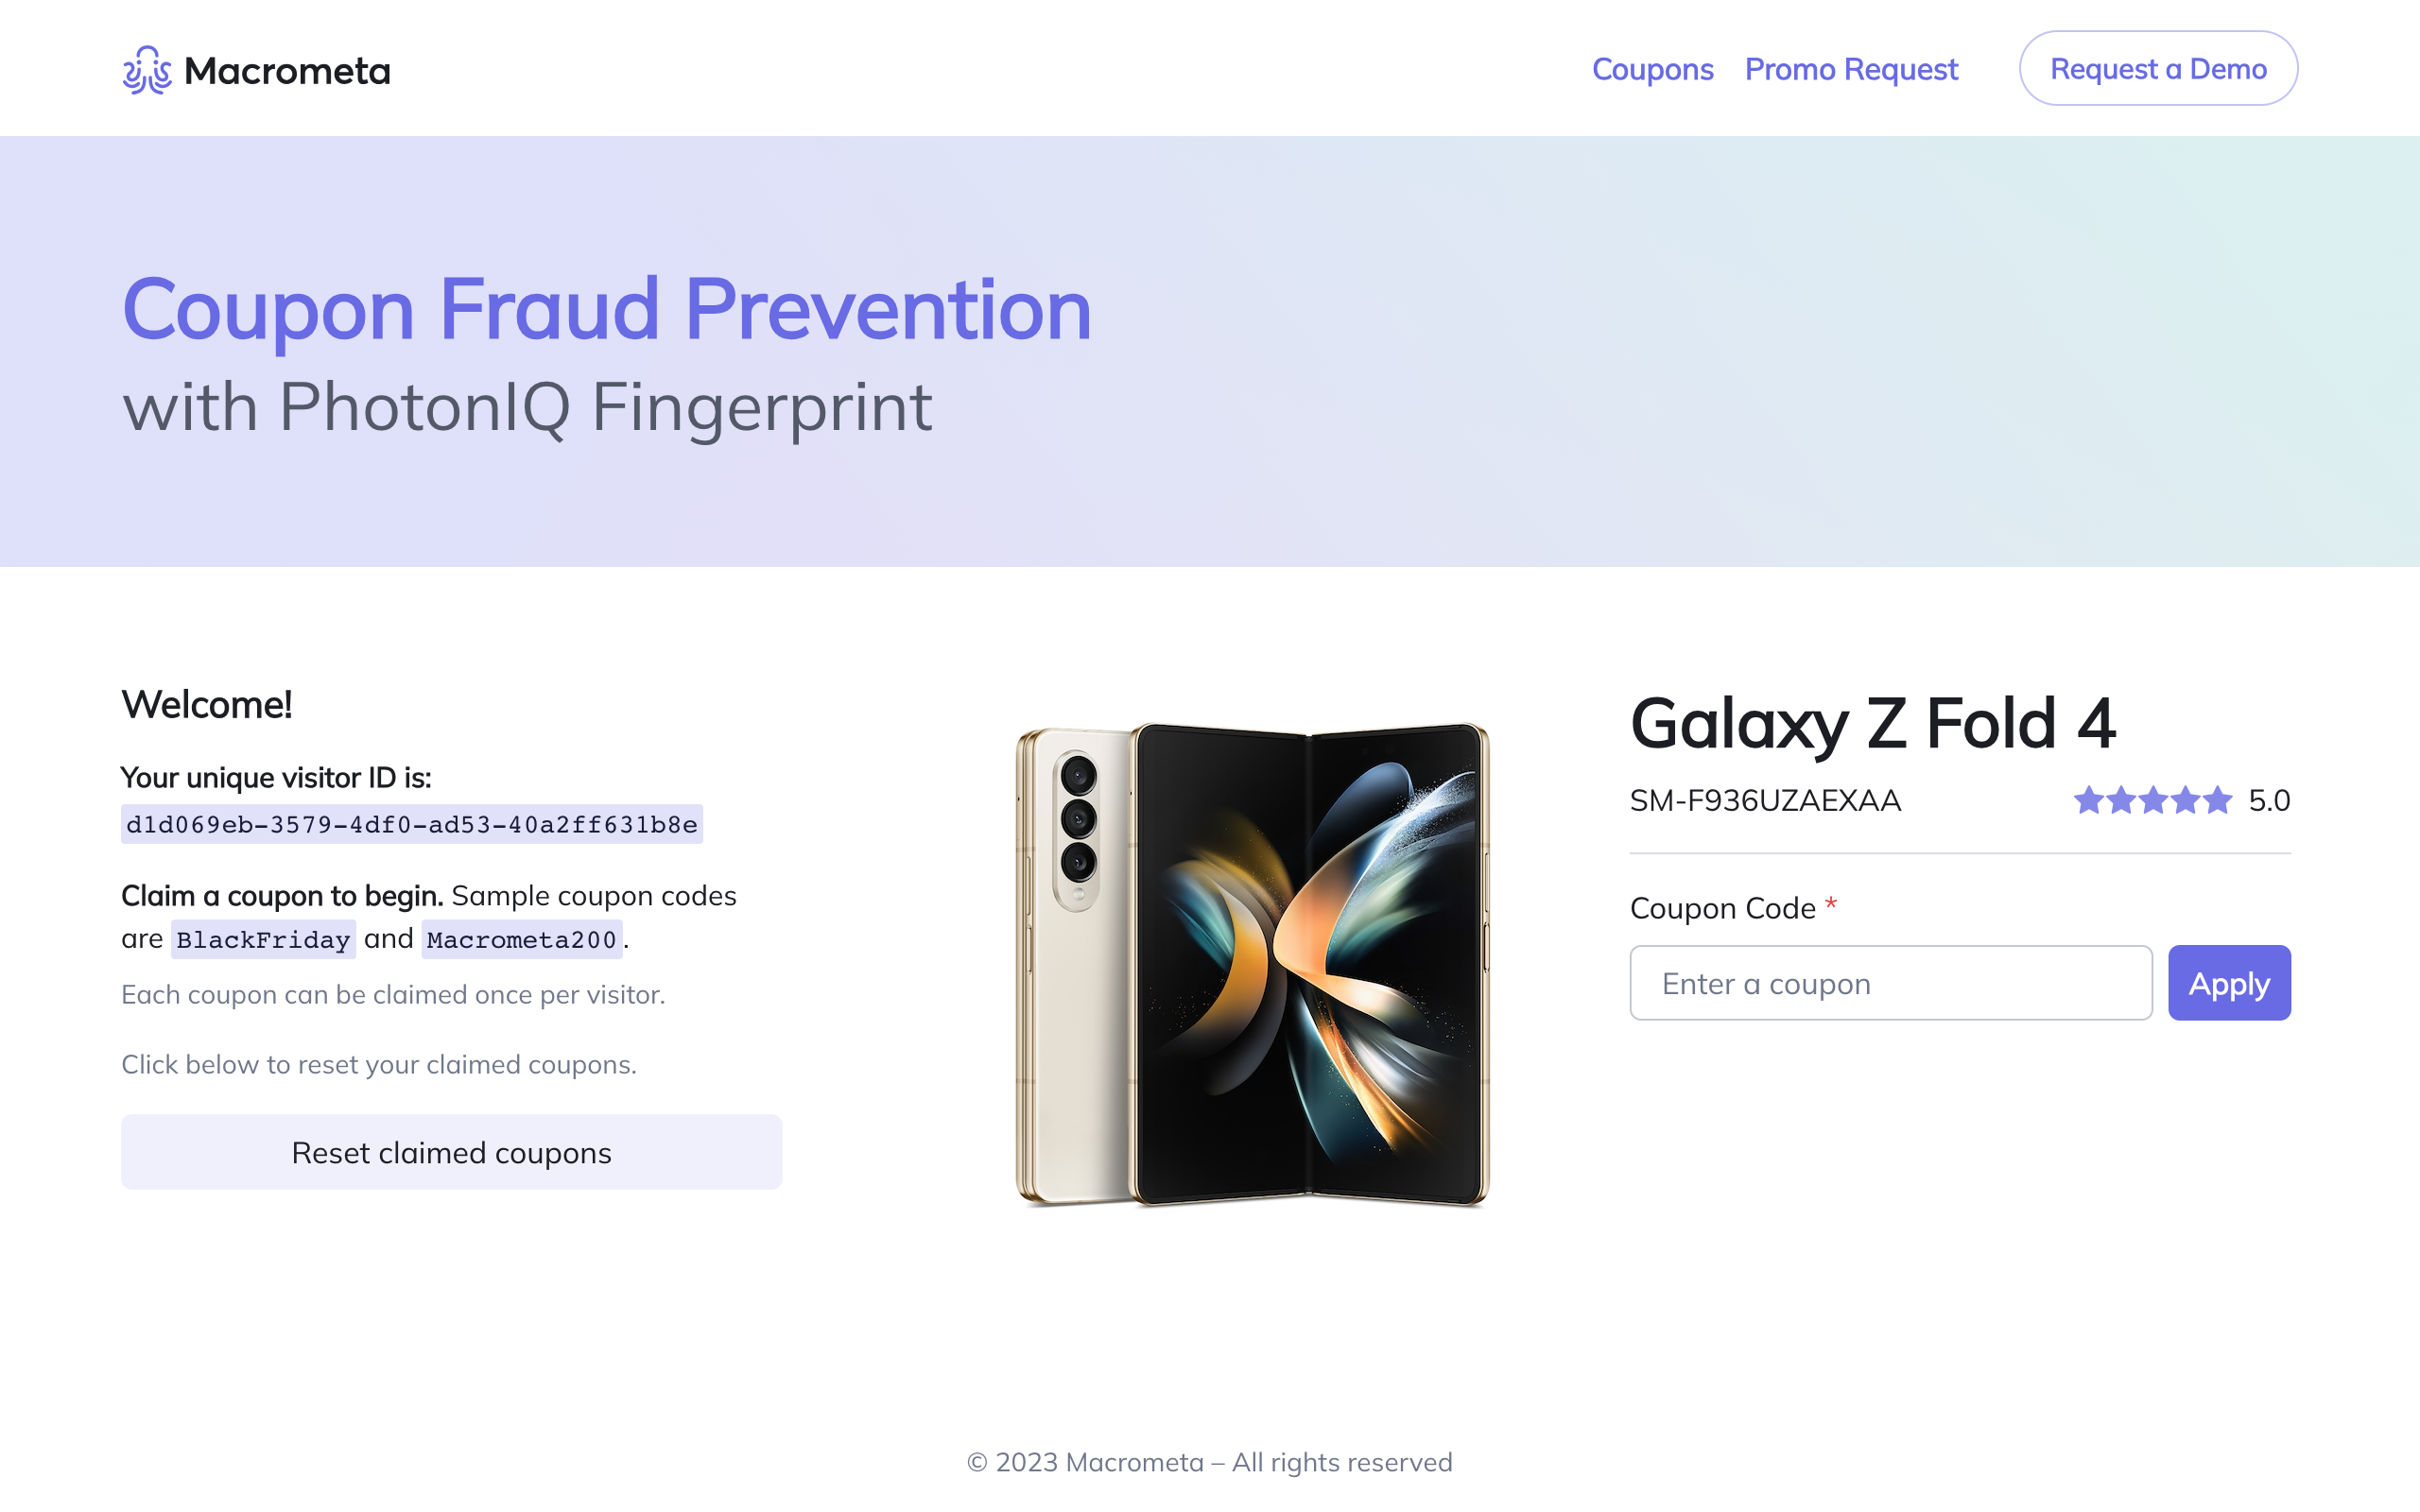 Macrometa
Coupons
Promo Request
Request a Demo
Coupon Fraud Prevention
with PhotonIQ Fingerprint
Welcome!
Your unique visitor ID is:
d1d069eb-3579-4df0-ad53-40a2ff631b8e
Claim a coupon to begin. Sample coupon codes
are BlackFriday and Macrometa200.
Each coupon can be claimed once per visitor.
Click below to reset your claimed coupons.
Reset claimed coupons
Galaxy Z Fold 4
SM-F936UZAEXAA
5.0
Coupon Code *
Enter a coupon
Apply
© 2023 Macrometa – All rights reserved